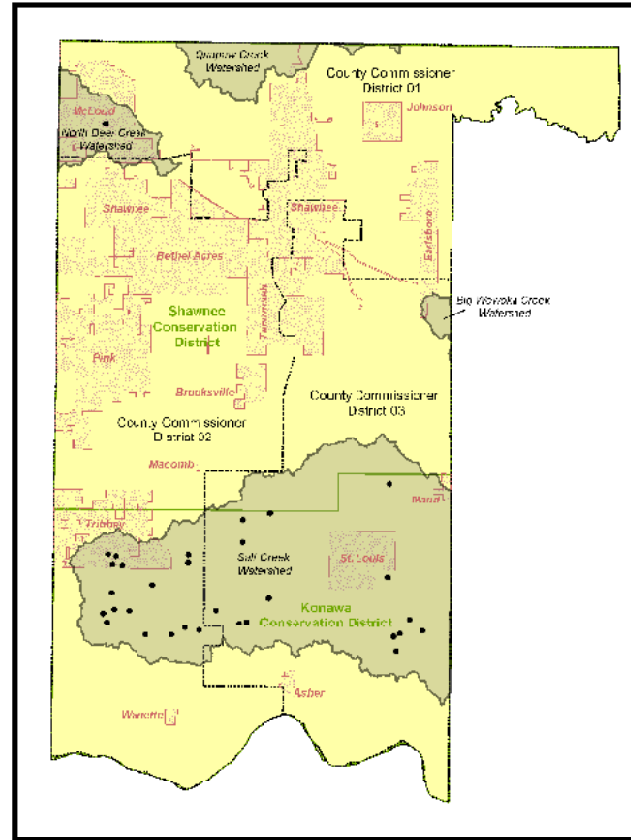 Quapaw Creek
Watershed
County Commissioner
District 01
McLoud
Johnson
North Deer Creek
Watershed
Shawnee
Shawnee
Earlsboro
Bethel Acres
Tecumseh
Big Wewoka Creek
Watershed
Shawnee
Conservation
District
Pink
Brooksville
County Commissioner
District 03
County Commissioner
District 02
Macomb
Maud
Tribbey
Salt Creek
Watershed
St. Louis
Konawa
Conservation District
Asher
Wanette